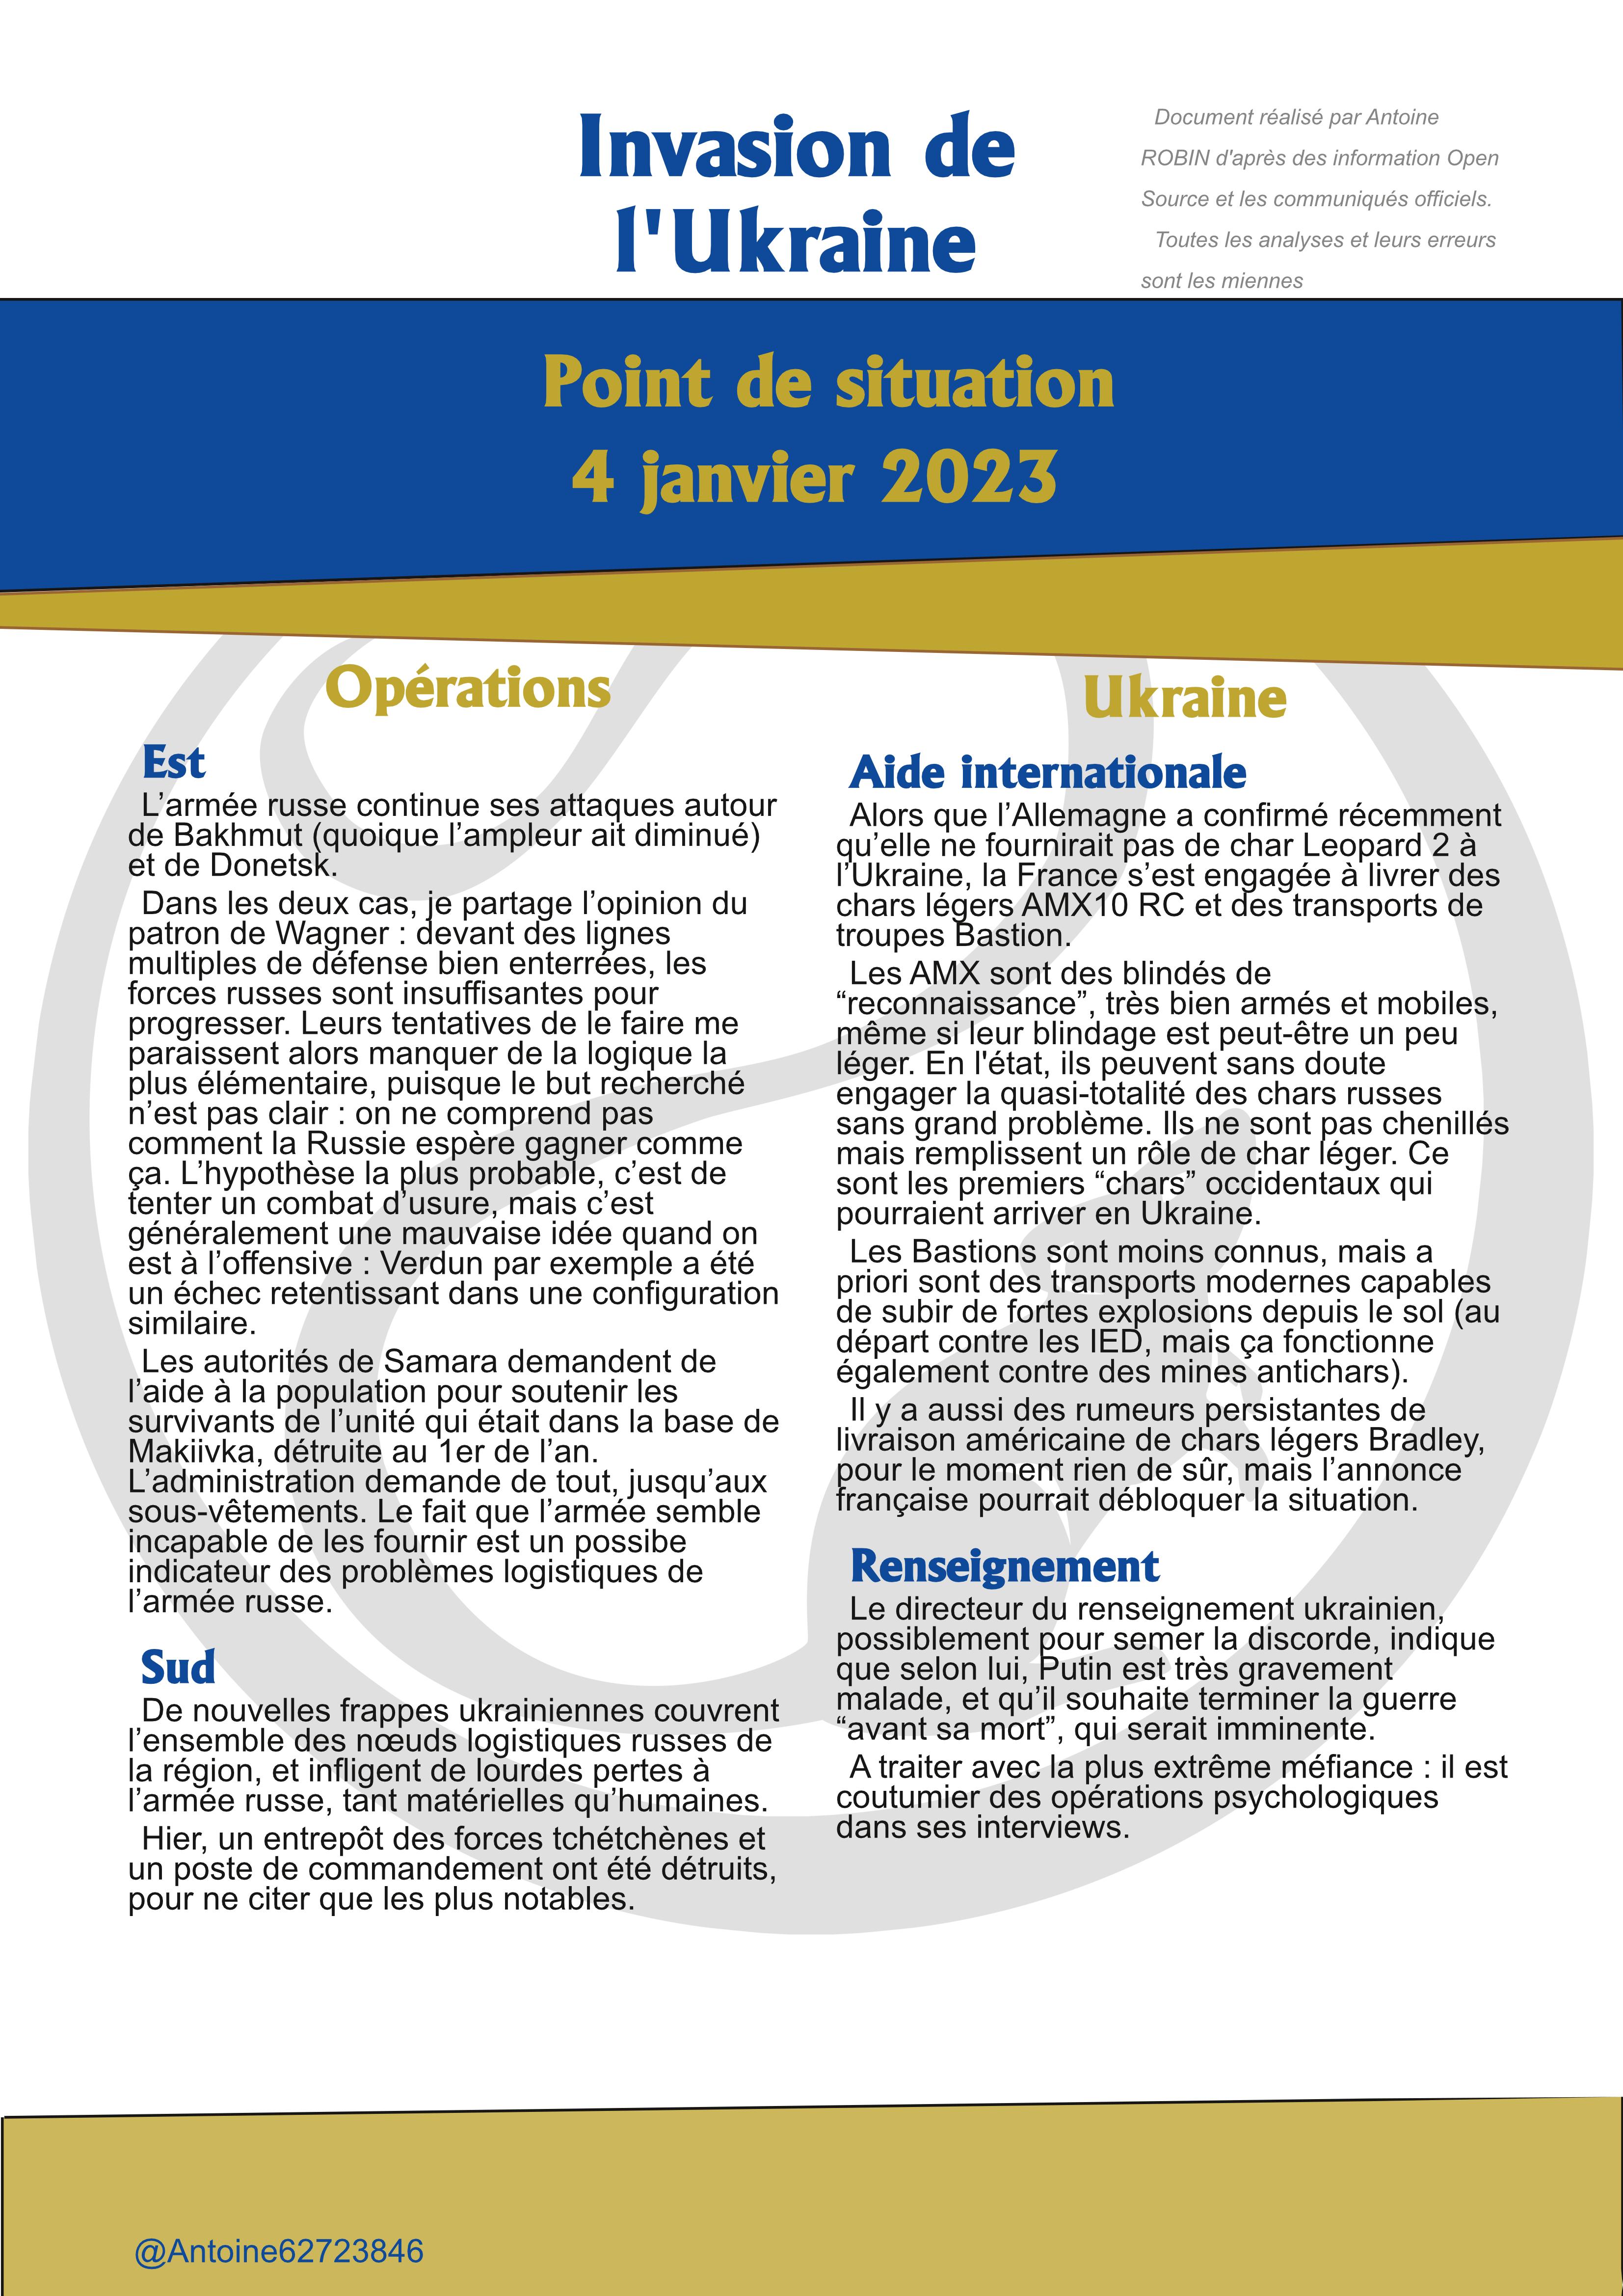 Invasion de
l'Ukraine
Document réalisé par Antoine
ROBIN d'après des information Open
Source et les communiqués officiels.
Toutes les analyses et leurs erreurs
sont les miennes
Point de situation
4 janvier 2023
Opérations
Est
L’armée russe continue ses attaques autour
de Bakhmut (quoique l’ampleur ait diminué)
et de Donetsk.
Dans les deux cas, je partage l’opinion du
patron de Wagner : devant des lignes
multiples de défense bien enterrées, les
forces russes sont insuffisantes pour
progresser. Leurs tentatives de le faire me
paraissent alors manquer de la logique la
plus élémentaire, puisque le but recherché
n’est pas clair : on ne comprend pas
comment la Russie espère gagner comme
ça. L’hypothèse la plus probable, c’est de
tenter un combat d’usure, mais c’est
généralement une mauvaise idée quand on
est à l’offensive : Verdun par exemple a été
un échec retentissant dans une configuration
similaire.
Les autorités de Samara demandent de
l’aide à la population pour soutenir les
survivants de l’unité qui était dans la base de
Makiivka, détruite au 1er de l’an.
L’administration demande de tout, jusqu’aux
sous-vêtements. Le fait que l’armée semble
incapable de les fournir est un possibe
indicateur des problèmes logistiques de
l’armée russe.
Sud
De nouvelles frappes ukrainiennes couvrent
l’ensemble des nœuds logistiques russes de
la région, et infligent de lourdes pertes à
l’armée russe, tant matérielles qu’humaines.
Hier, un entrepôt des forces tchétchènes et
un poste de commandement ont été détruits,
pour ne citer que les plus notables.
Ukraine
Aide internationale
Alors que l’Allemagne a confirmé récemment
qu’elle ne fournirait pas de char Leopard 2 à
l’Ukraine, la France s’est engagée à livrer des
chars légers AMX10 RC et des transports de
troupes Bastion.
Les AMX sont des blindés de
“reconnaissance”, très bien armés et mobiles,
même si leur blindage est peut-être un peu
léger. En l'état, ils peuvent sans doute
engager la quasi-totalité des chars russes
sans grand problème. Ils ne sont pas chenillés
mais remplissent un rôle de char léger. Ce
sont les premiers “chars” occidentaux qui
pourraient arriver en Ukraine.
Les Bastions sont moins connus, mais a
priori sont des transports modernes capables
de subir de fortes explosions depuis le sol (au
départ contre les IED, mais ça fonctionne
également contre des mines antichars).
Il y a aussi des rumeurs persistantes de
livraison américaine de chars légers Bradley,
pour le moment rien de sûr, mais l’annonce
française pourrait débloquer la situation.
Renseignement
Le directeur du renseignement ukrainien,
possiblement pour semer la discorde, indique
que selon lui, Putin est très gravement
malade, et qu’il souhaite terminer la guerre
“avant sa mort”, qui serait imminente.
A traiter avec la plus extrême méfiance : il est
coutumier des opérations psychologiques
dans ses interviews.
@Antoine62723846